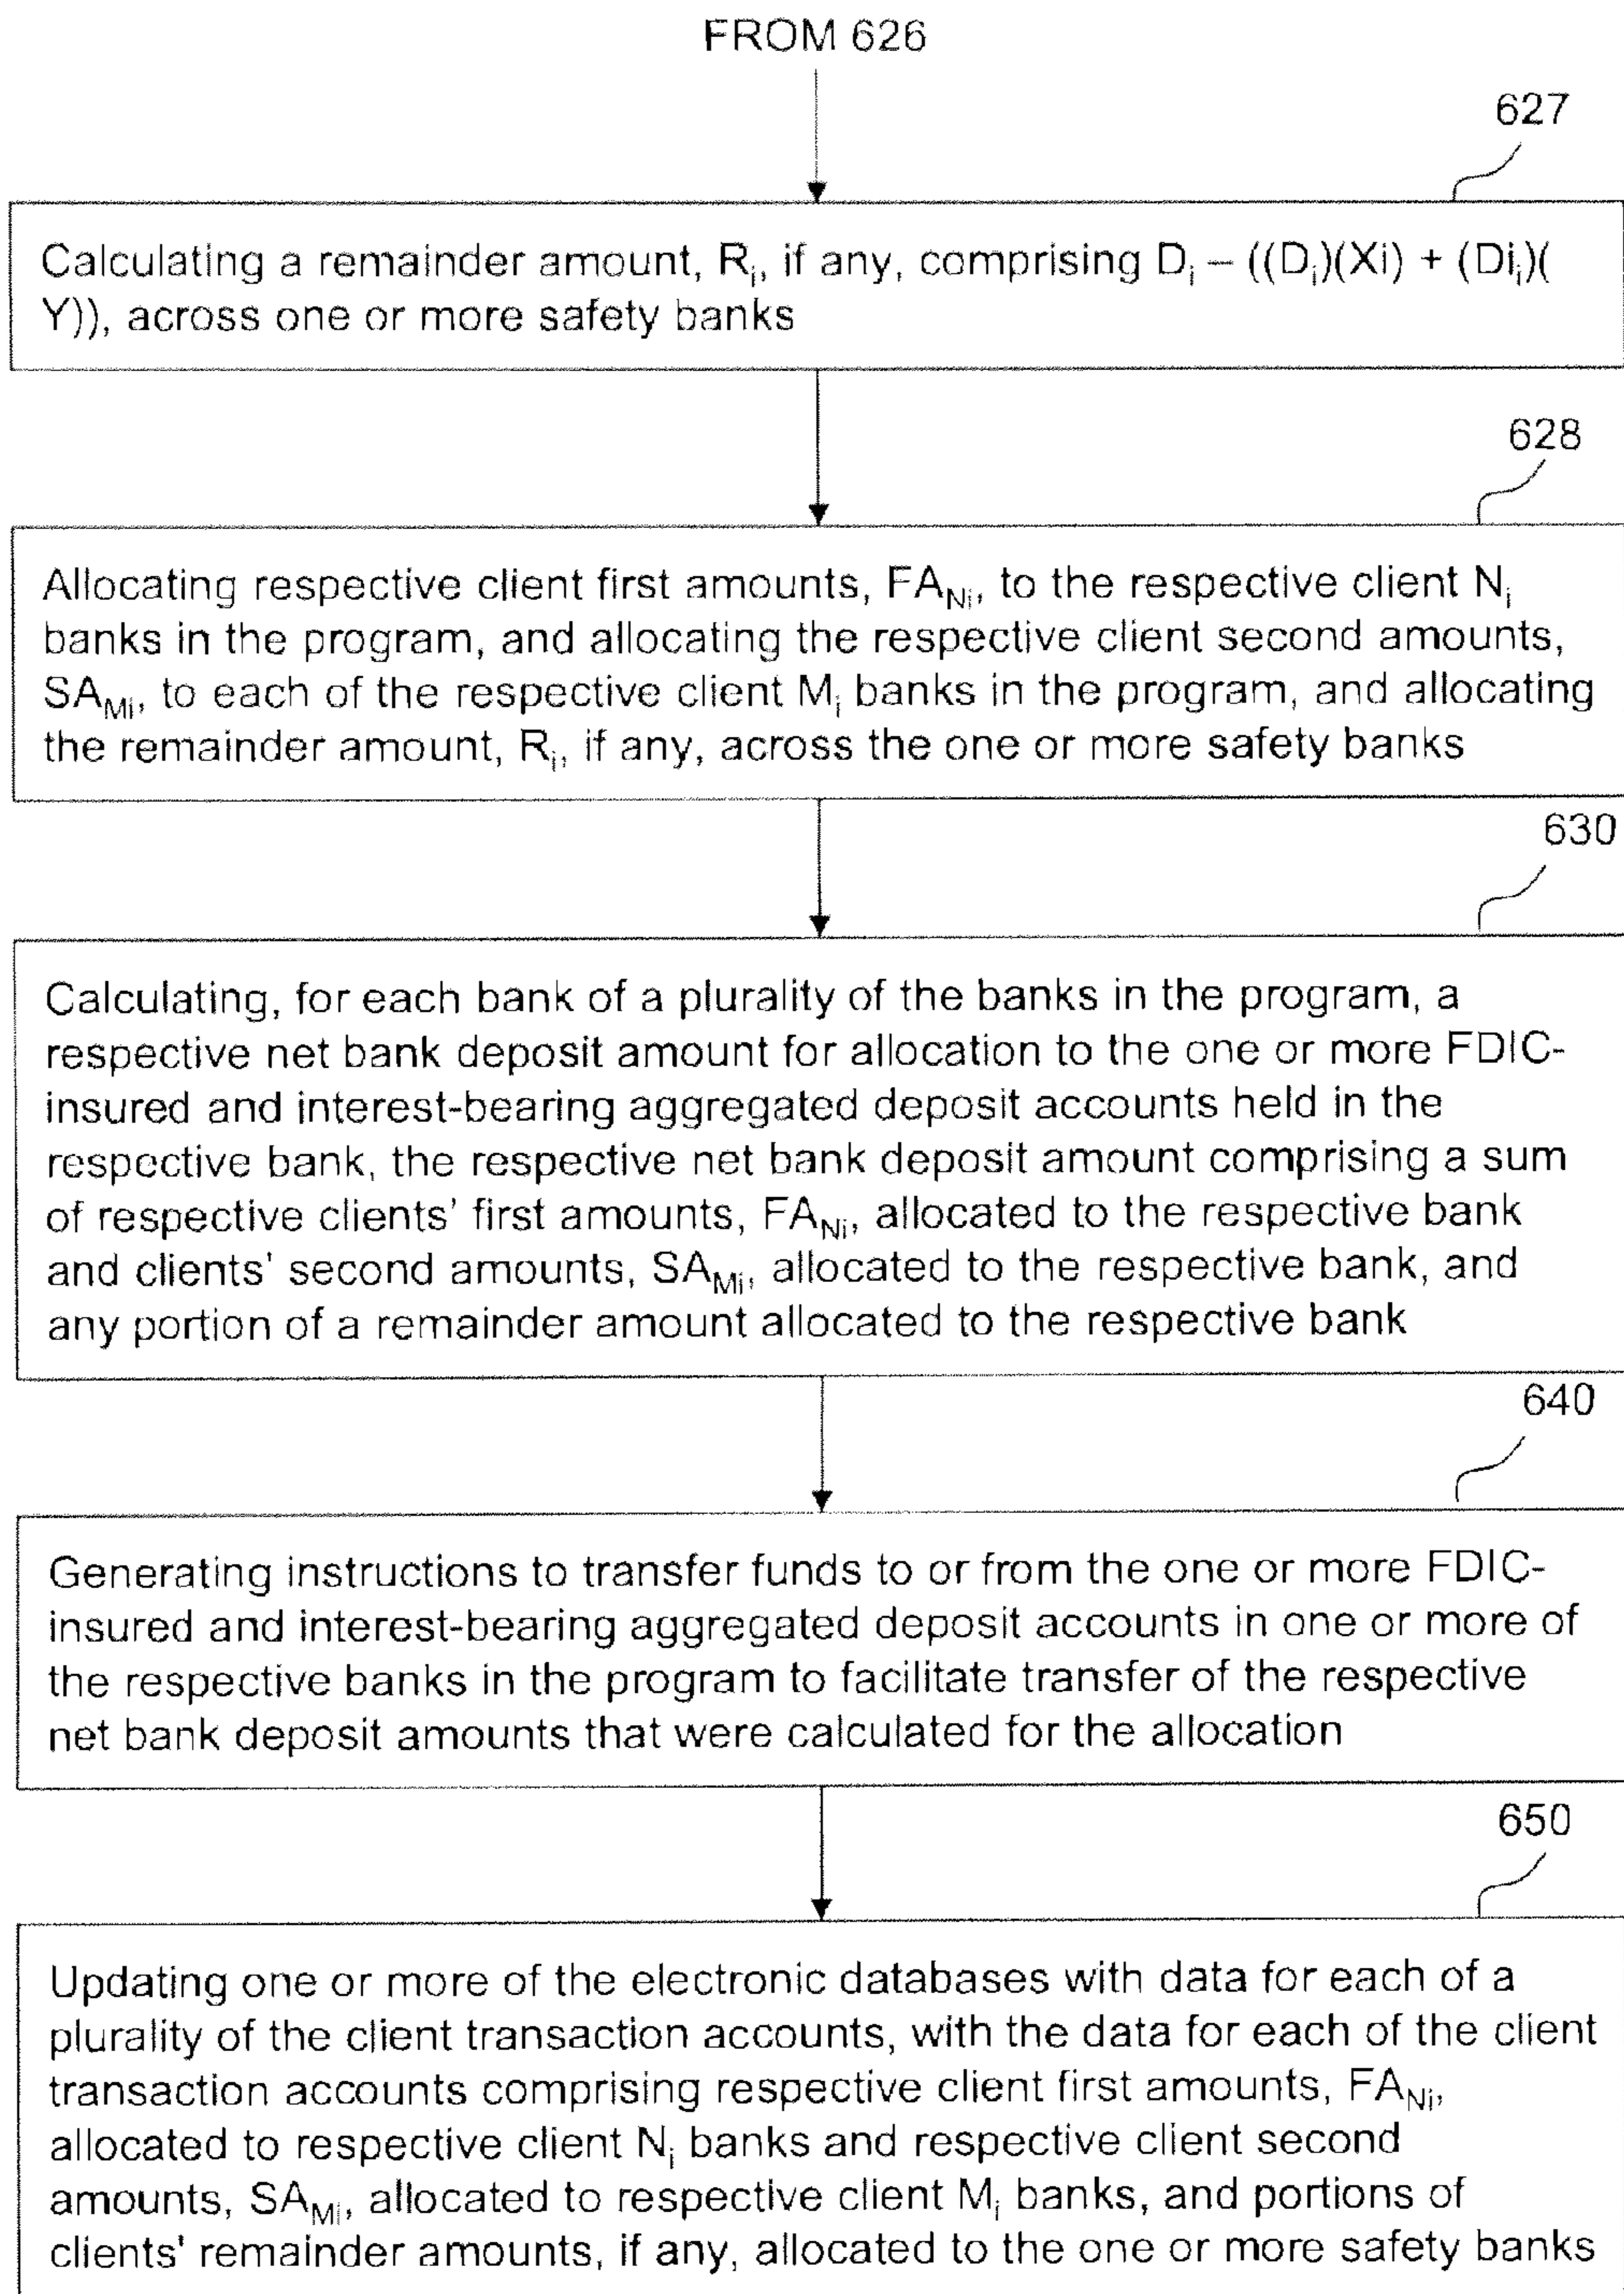 FROM 626
627
Calculating a remainder amount, Ri, if any, comprising Di – ((Di)(Xi) + (Dii)(
Y)), across one or more safety banks
628
Allocating respective client first amounts, FANi, to the respective client Ni
banks in the program, and allocating the respective client second amounts,
SAMi, to each of the respective client Mi banks in the program, and allocating
the remainder amount, Ri, if any, across the one or more safety banks
630
Calculating, for each bank of a plurality of the banks in the program, a
respective net bank deposit amount for allocation to the one or more FDIC-
insured and interest-bearing aggregated deposit accounts held in the
respective bank, the respective net bank deposit amount comprising a sum
of respective clients' first amounts, FANi, allocated to the respective bank
and clients' second amounts, SAMi, allocated to the respective bank, and
any portion of a remainder amount allocated to the respective bank
640
Generating instructions to transfer funds to or from the one or more FDIC-
insured and interest-bearing aggregated deposit accounts in one or more of
the respective banks in the program to facilitate transfer of the respective
net bank deposit amounts that were calculated for the allocation
650
Updating one or more of the electronic databases with data for each of a
plurality of the client transaction accounts, with the data for each of the client
transaction accounts comprising respective client first amounts, FANi,
allocated to respective client Ni banks and respective client second
amounts, SAMi, allocated to respective client Mi banks, and portions of
clients' remainder amounts, if any, allocated to the one or more safety banks